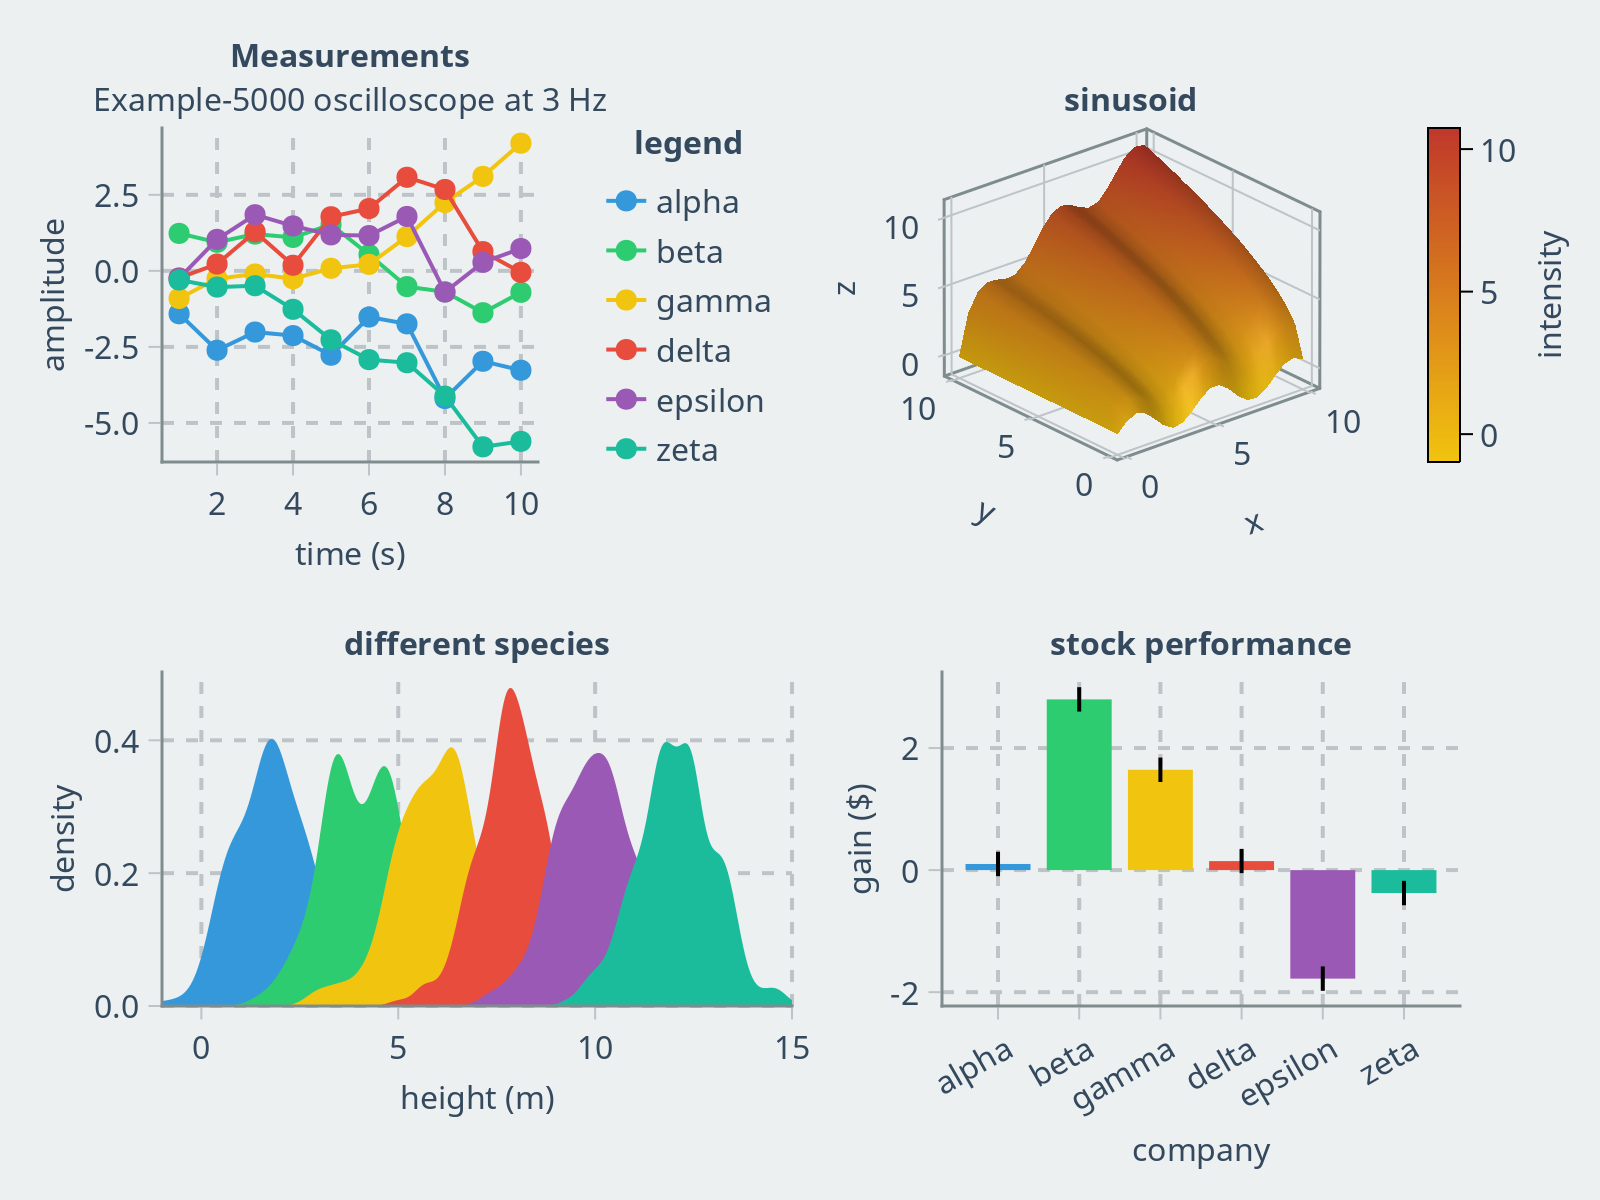 Measurements
Example-5000 oscilloscope at 3 Hz
amplitude
2.5
0.0
-2.5
-5.0
2 4 6 8 10
time (s)
legend
alpha
beta
gamma
delta
epsilon
zeta
sinusoid
z
10
5
0
10
5
0
y
0
5
10
x
10
5
0
intensity
different species
density
0.4
0.2
0.0
0 5 10 15
height (m)
stock performance
gain ($)
2
0
-2
alpha beta gamma delta epsilon zeta
company